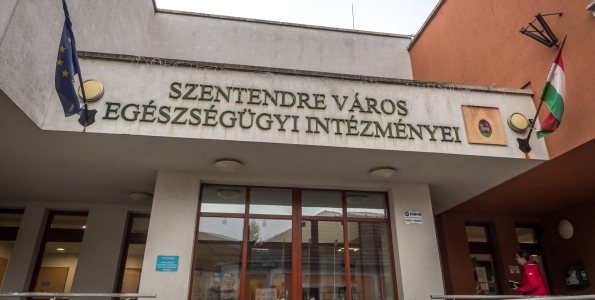 SZENTENDRE VÁROS
EGÉSZSÉGÜGYI INTÉZMÉNYEI